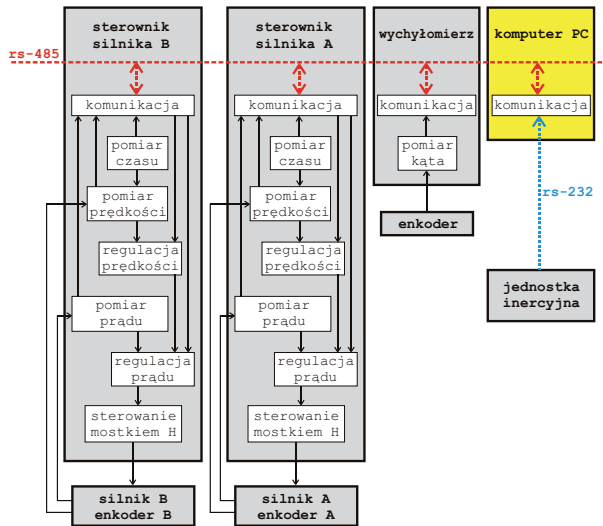 sterownik
silnika B
sterownik
silnika A
wychyłomierz
komputer PC
rs-485
komunikacja
komunikacja
komunikacja
komunikacja
pomiar
czasu
pomiar
czasu
pomiar
kąta
pomiar
prędkości
pomiar
prędkości
rs-232
enkoder
regulacja
prędkości
regulacja
prędkości
jednostka
inercyjna
pomiar
prądu
pomiar
prądu
regulacja
prądu
regulacja
prądu
sterowanie
mostkiem H
sterowanie
mostkiem H
silnik B
enkoder B
silnik A
enkoder A